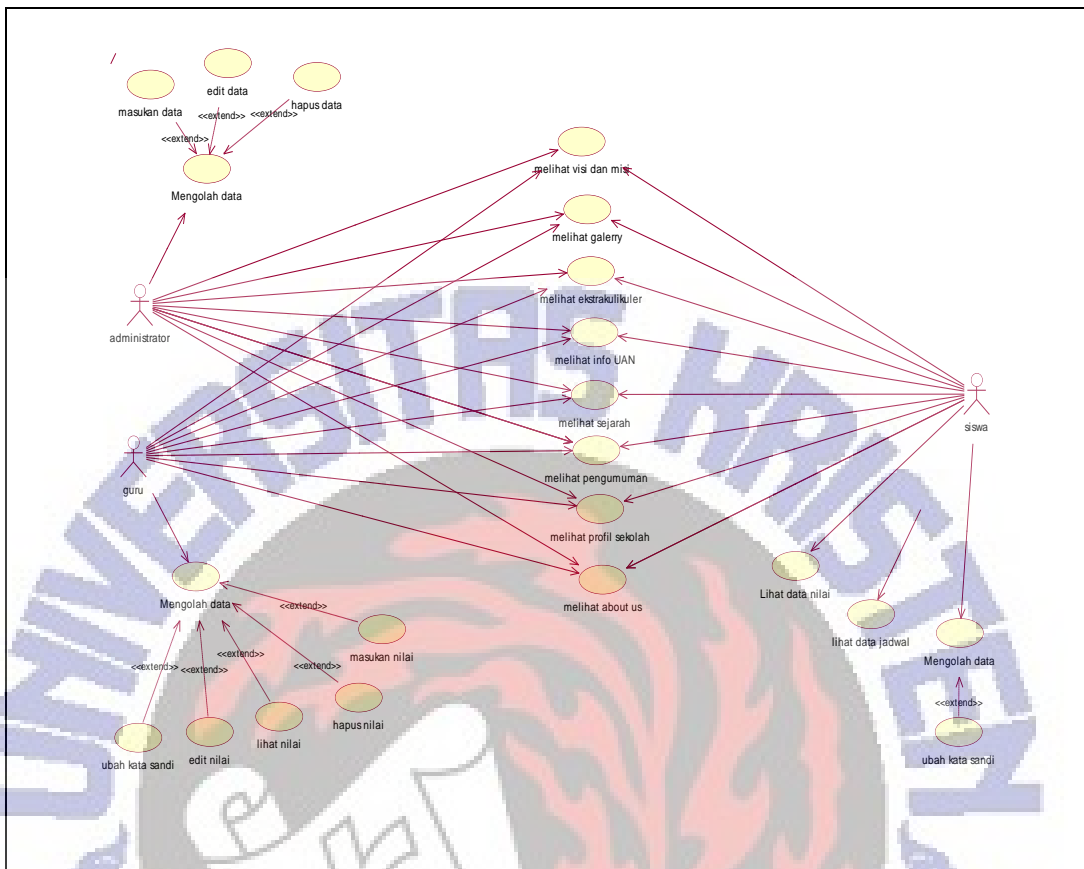 edit data
masukan data
hapus data
<<extend>>
<<extend>>
<<extend>>
Mengolah data
melihat visi dan misi
melihat galerry
melihat ekstrakulikuler
administrator
melihat info UAN
melihat sejarah
siswa
melihat pengumuman
guru
melihat profil sekolah
melihat about us
Lihat data nilai
lihat data jadwal
Mengolah data
Mengolah data
<<extend>>
masukan nilai
<<extend>>
<<extend>>
<<extend>>
<<extend>>
hapus nilai
lihat nilai
edit nilai
ubah kata sandi
<<extend>>
ubah kata sandi
UNIVERSITAS KRISTEN